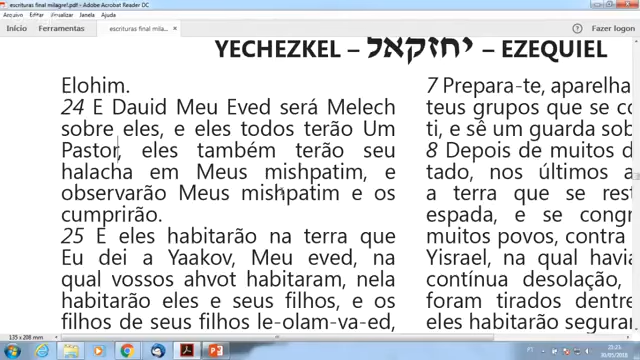 escrituras final milagre!.pdf - Adobe Acrobat Reader DC
Arquivo Editar Visualizar Janela Ajuda
Início Ferramentas escrituras final mila... × Fazer logon
YECHEZKEL – יחזקאל – EZEQUIEL
Elohim.
24 E Dauid Meu Eved será Melech
sobre eles, e eles todos terão Um
Pastor, eles também terão seu
halacha em Meus mishpatim, e
observarão Meus mishpatim e os
cumprirão.
25 E eles habitarão na terra que
Eu dei a Yaakov, Meu eved, na
qual vossos ahvot habitaram, nela
habitarão eles e seus filhos, e os
filhos de seus filhos le-olam-va-ed,
7 Prepara-te, aparelha
teus grupos que se co
ti, e sê um guarda sob
8 Depois de muitos d
tado, nos últimos a
a terra que se rest
espada, e se congr
muitos povos, contra
Yisrael, na qual havia
contínua desolação,
foram tirados dentre
eles habitarão segurar
135 x 208 mm
PT
20:25
30/05/2018